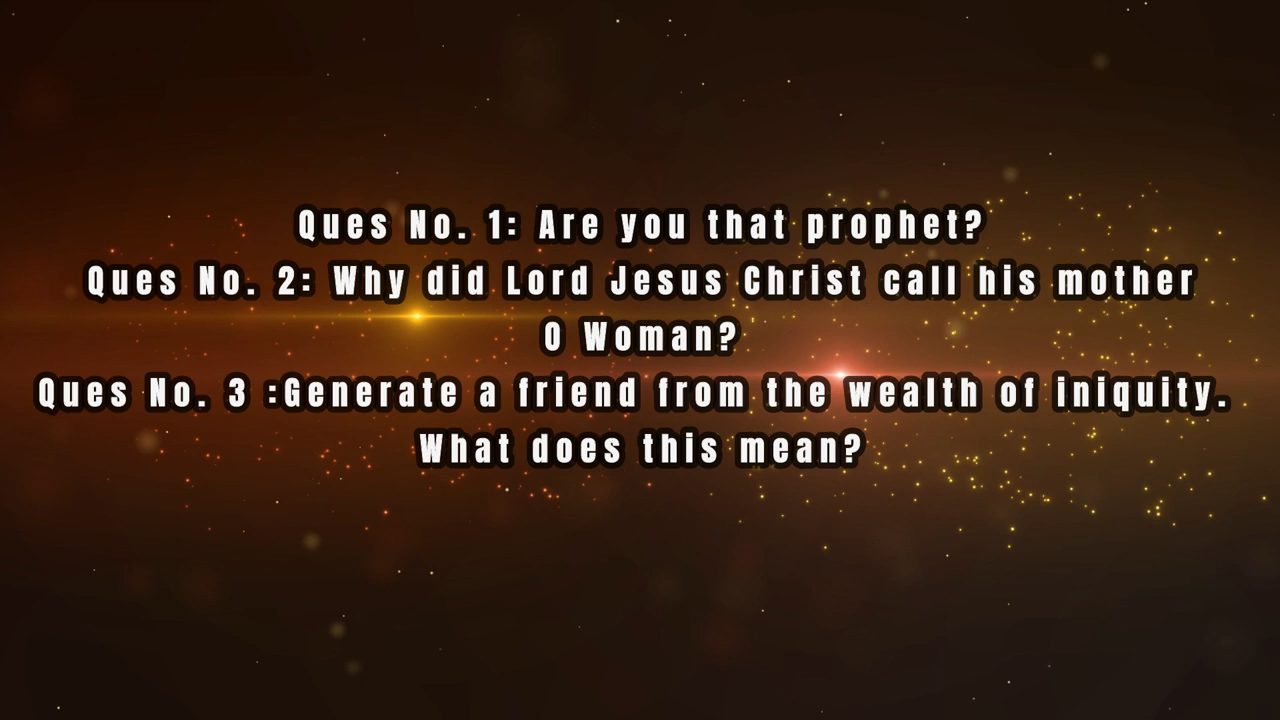 Ques No. 1: Are you that prophet?
Ques No. 2: Why did Lord Jesus Christ call his mother
O Woman?
Ques No. 3 :Generate a friend from the wealth of iniquity.
What does this mean?